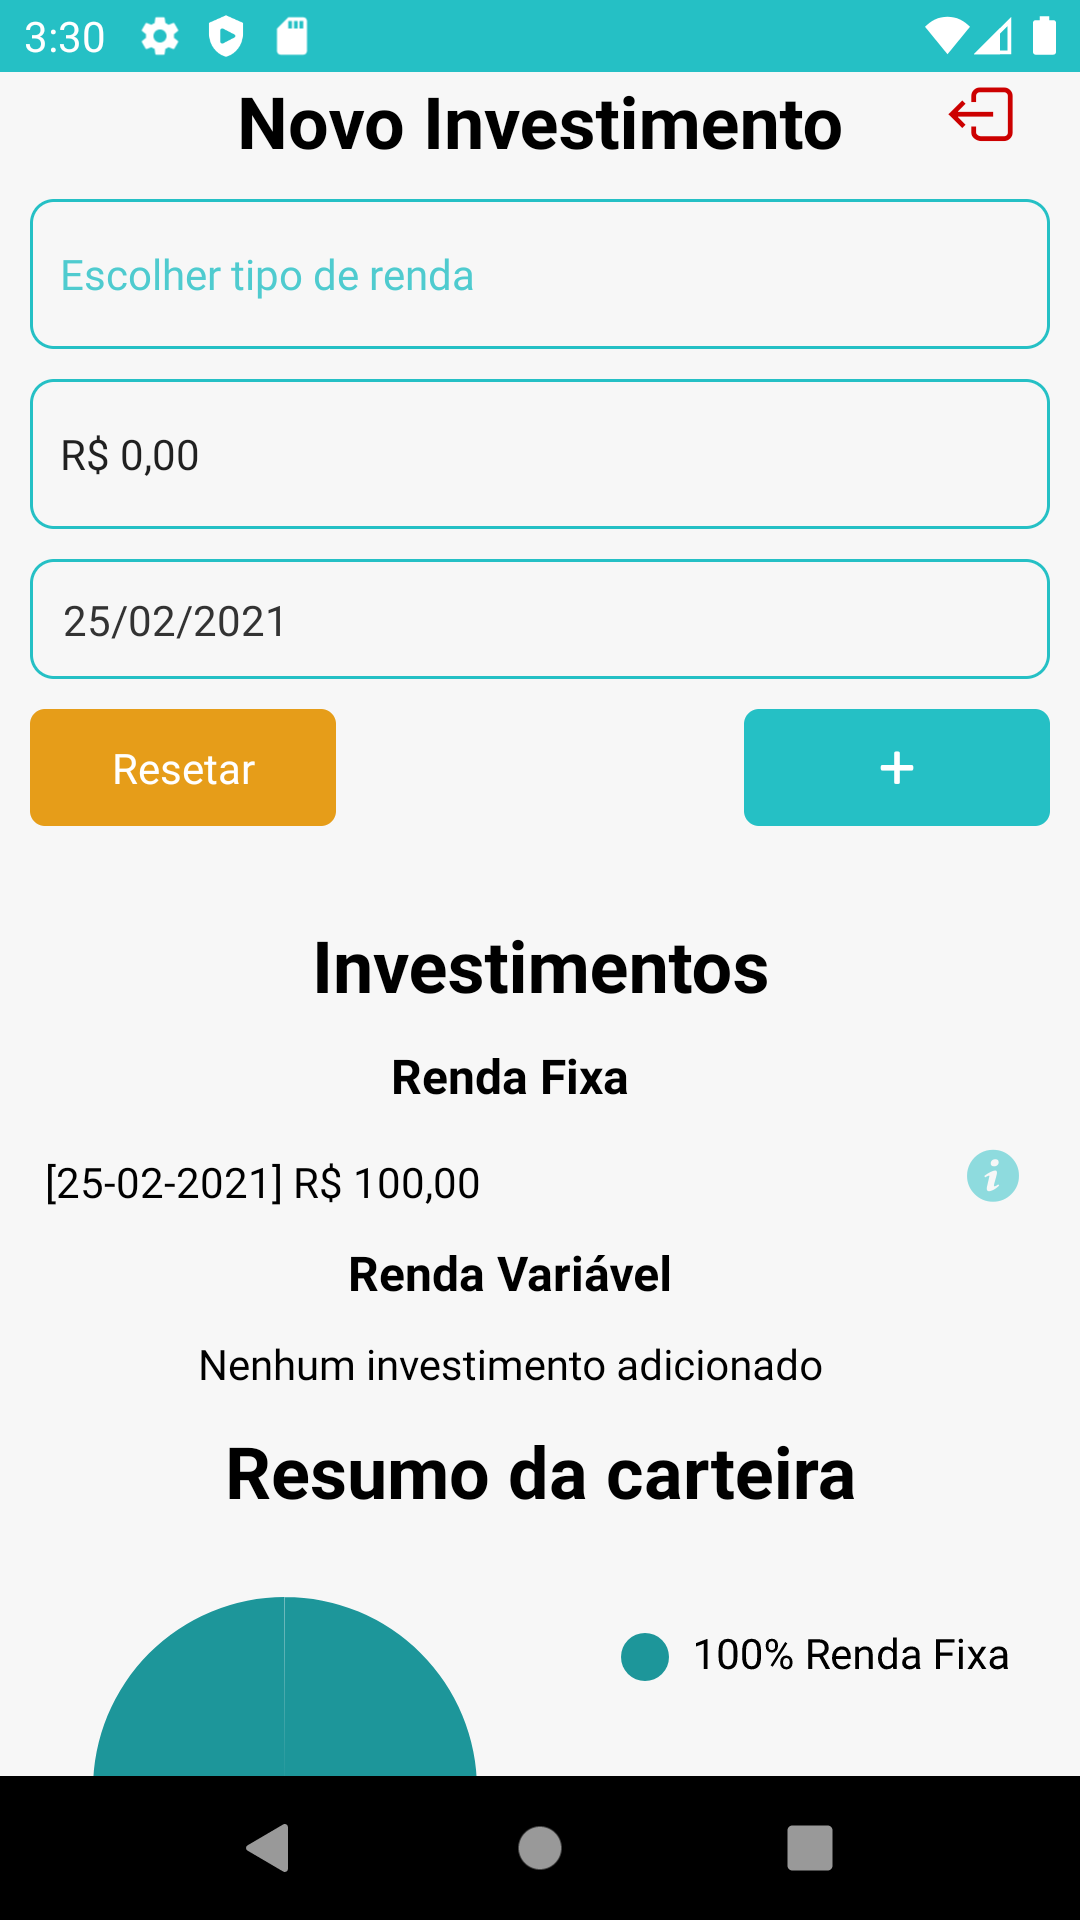 3:30
Novo Investimento
Escolher tipo de renda
R$ 0,00
25/02/2021
Resetar
+
Investimentos
Renda Fixa
[25-02-2021] R$ 100,00
Renda Variável
Nenhum investimento adicionado
Resumo da carteira
100% Renda Fixa